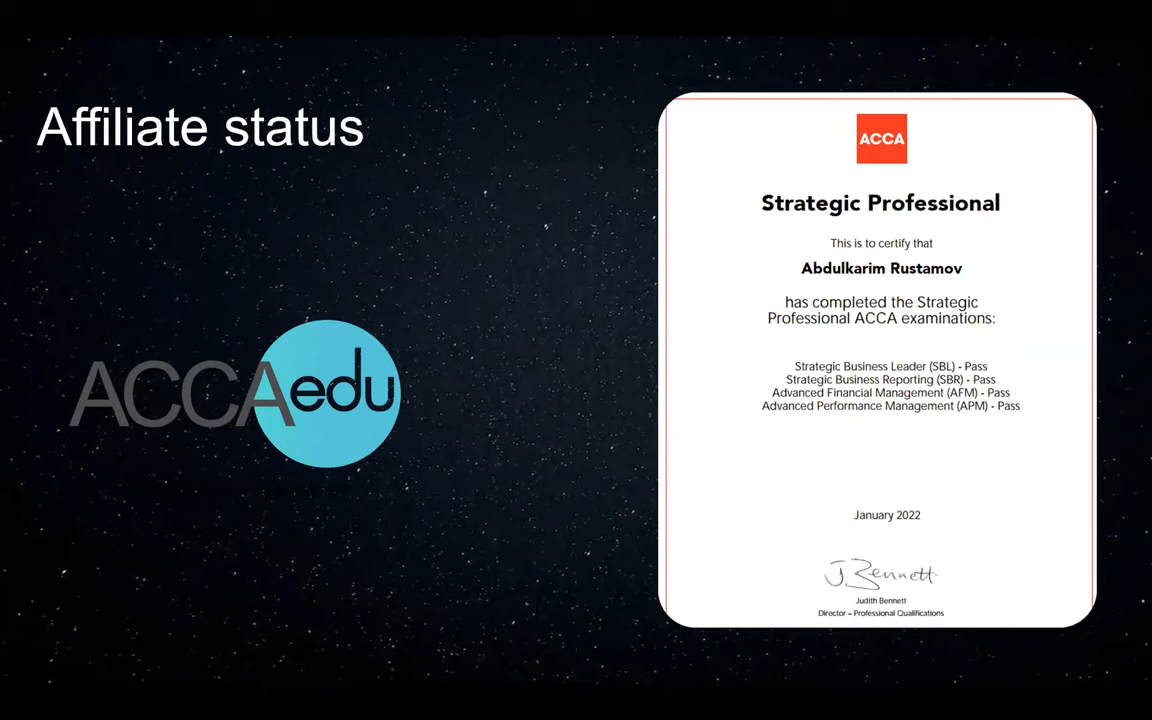 Affiliate status
ACCAedu
ACCA
Strategic Professional
This is to certify that
Abdulkarim Rustamov
has completed the Strategic
Professional ACCA examinations:
Strategic Business Leader (SBL) - Pass
Strategic Business Reporting (SBR) - Pass
Advanced Financial Management (AFM) - Pass
Advanced Performance Management (APM) - Pass
January 2022
J Bennett
Judith Bennett
Director – Professional Qualifications